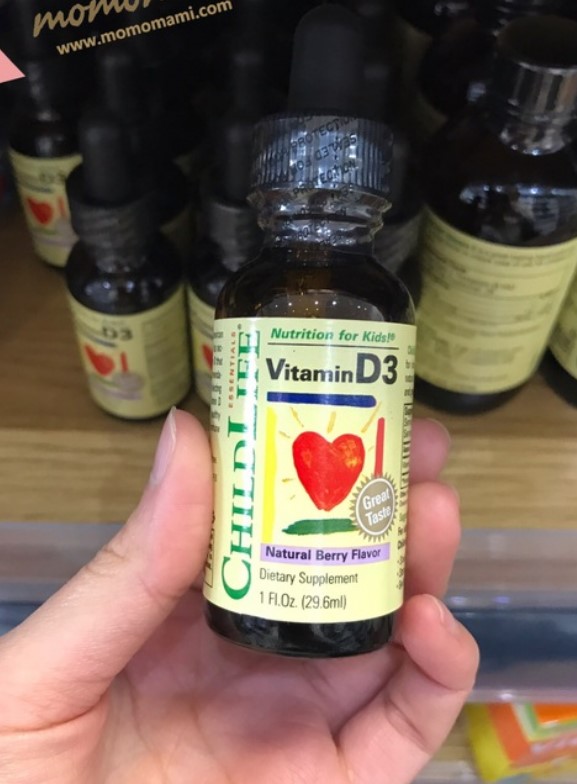 www.momomami.com
Nutrition for Kids!®
Vitamin D3
CHILDLIFE®
ESSENTIALS
Great
Taste
Natural Berry Flavor
Dietary Supplement
1 Fl.Oz. (29.6ml)
D3
D3